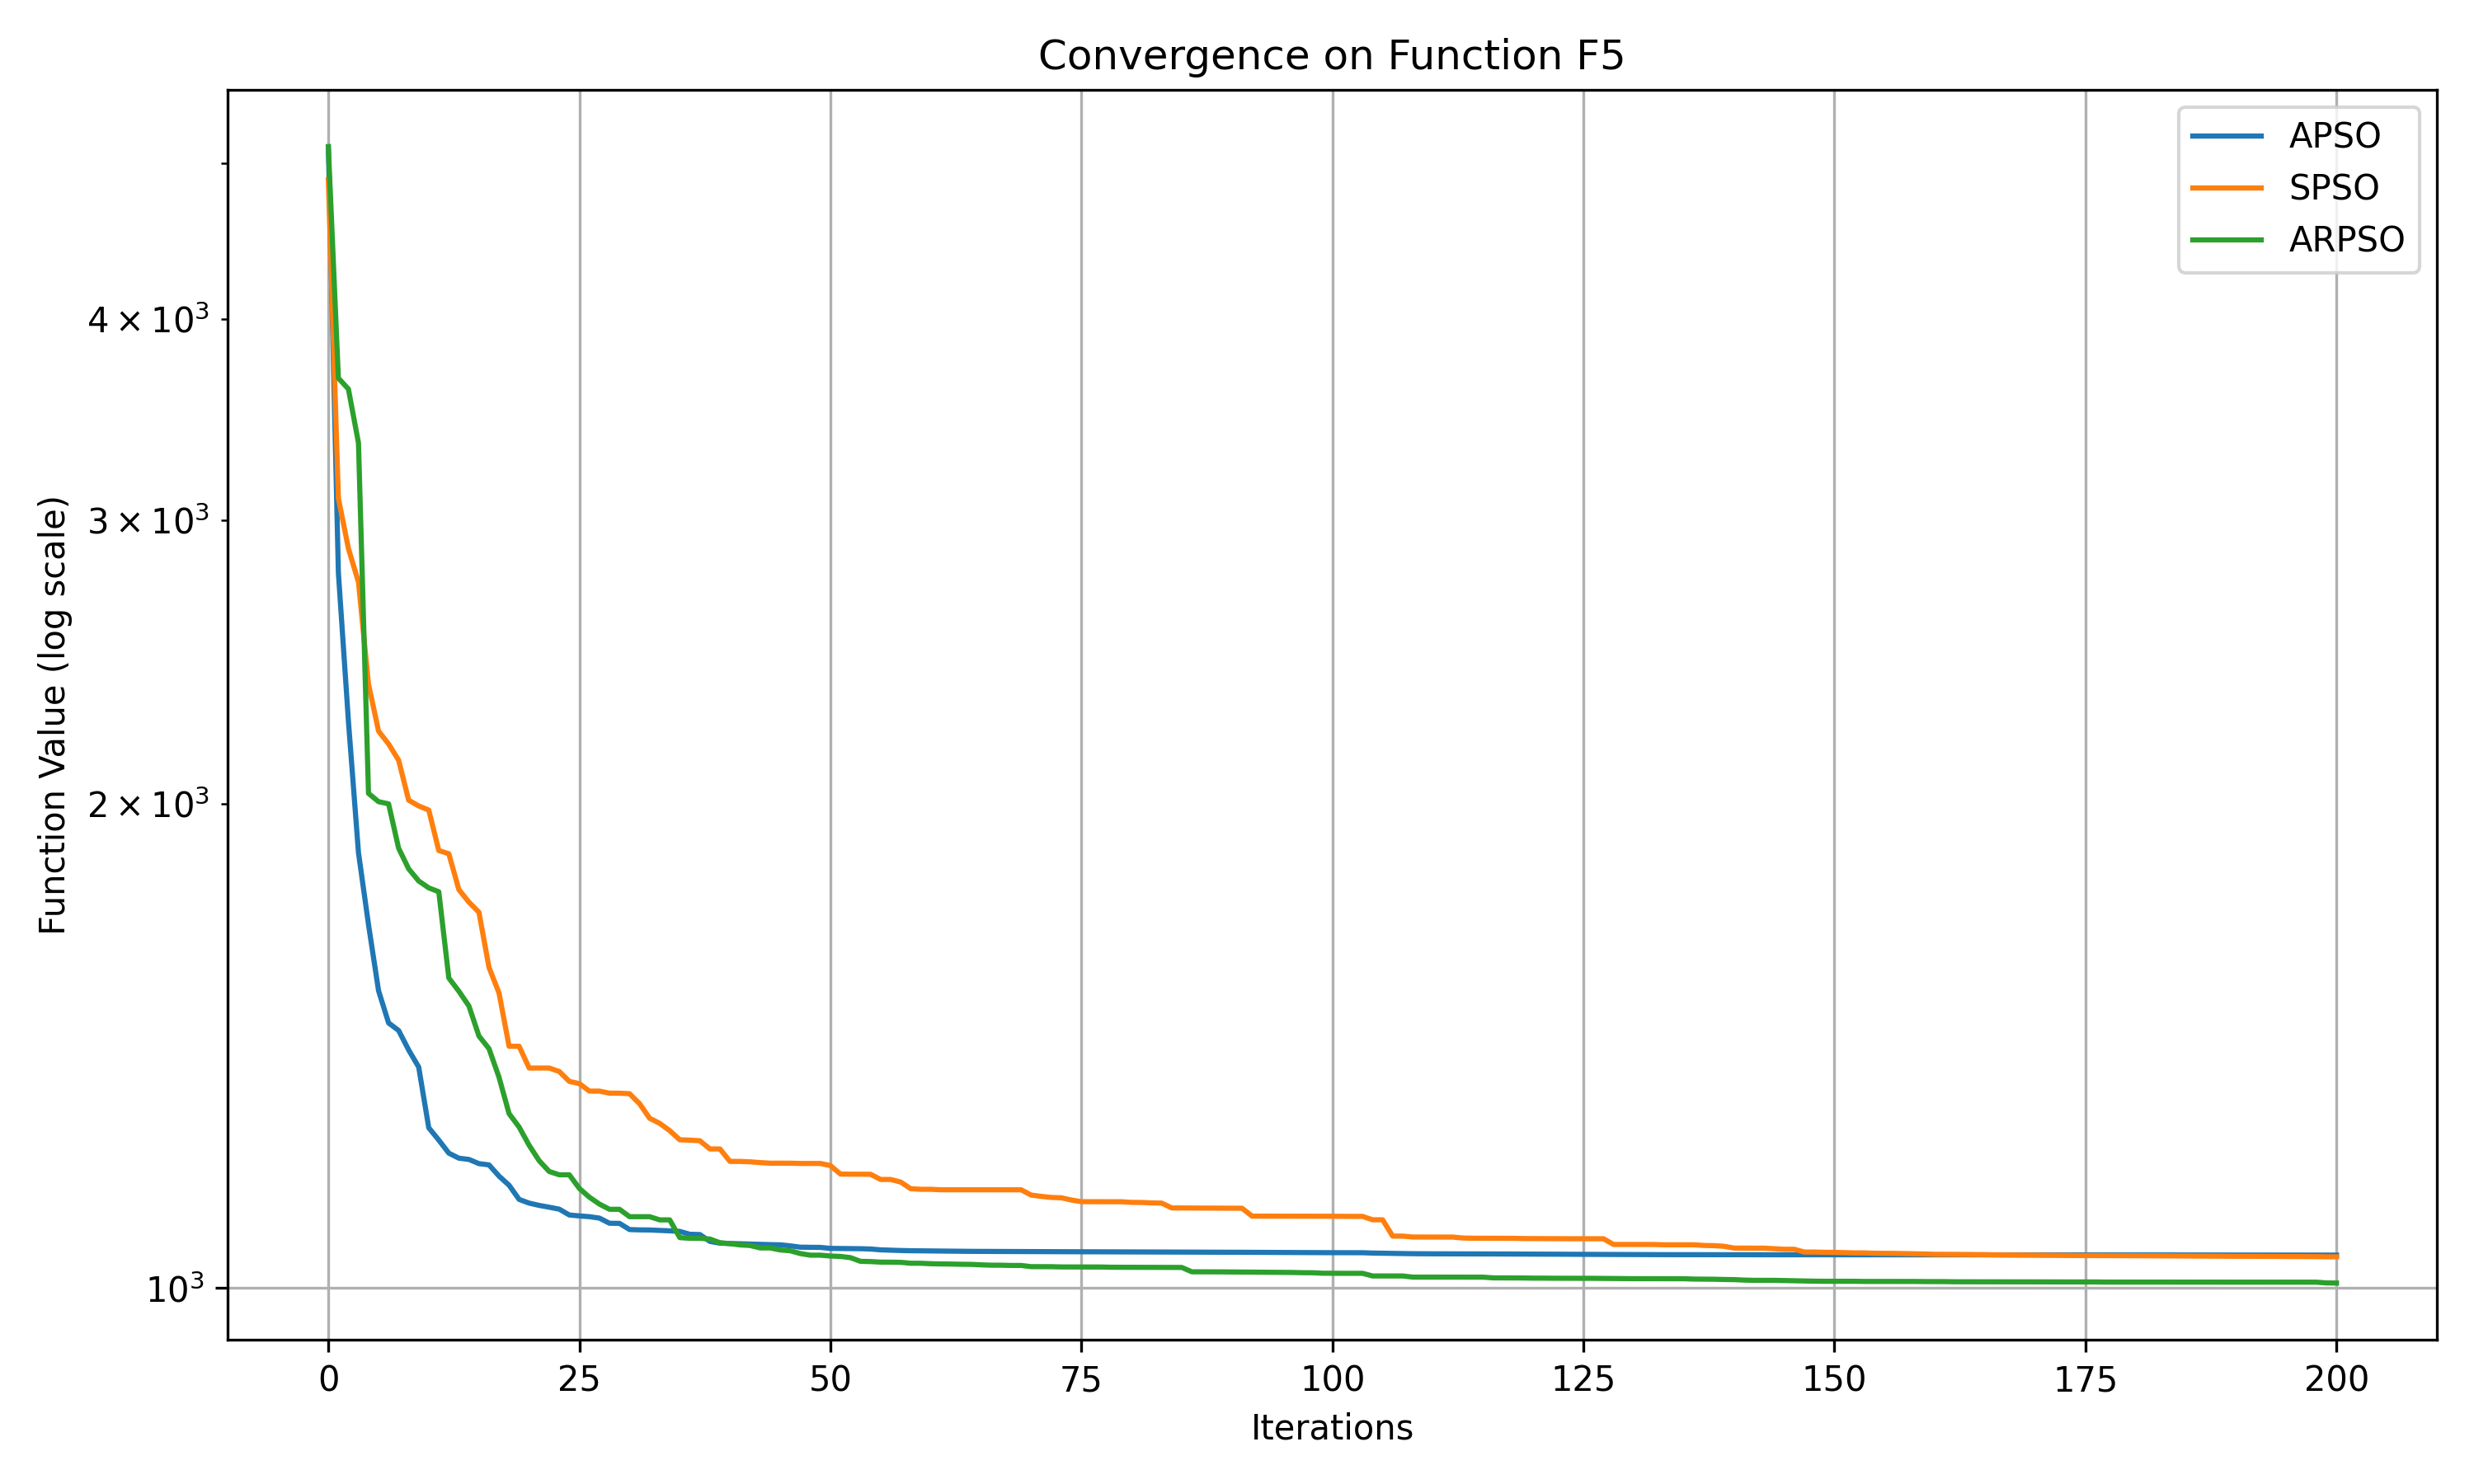 Convergence on Function F5
APSO
SPSO
ARPSO
Function Value (log scale)
4 × 10³
3 × 10³
2 × 10³
10³
0 25 50 75 100 125 150 175 200
Iterations